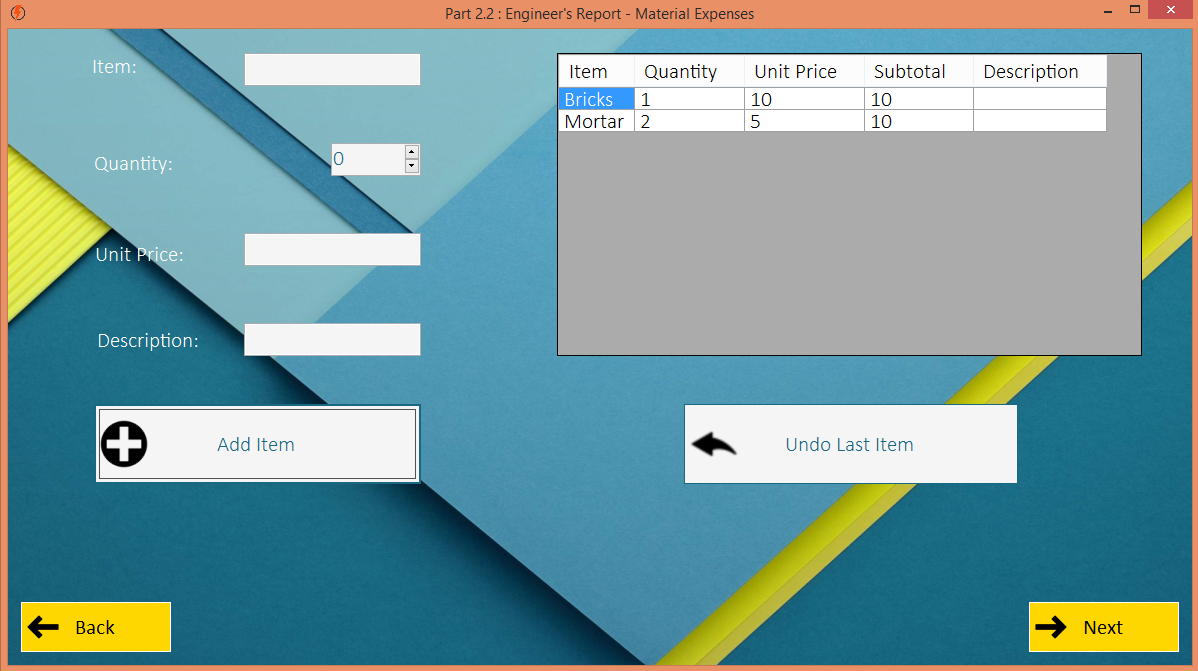 Part 2.2 : Engineer's Report - Material Expenses
Item:
Quantity:
0
Unit Price:
Description:
Item Quantity Unit Price Subtotal Description
Bricks 1 10 10
Mortar 2 5 10
Add Item
Undo Last Item
Back
Next